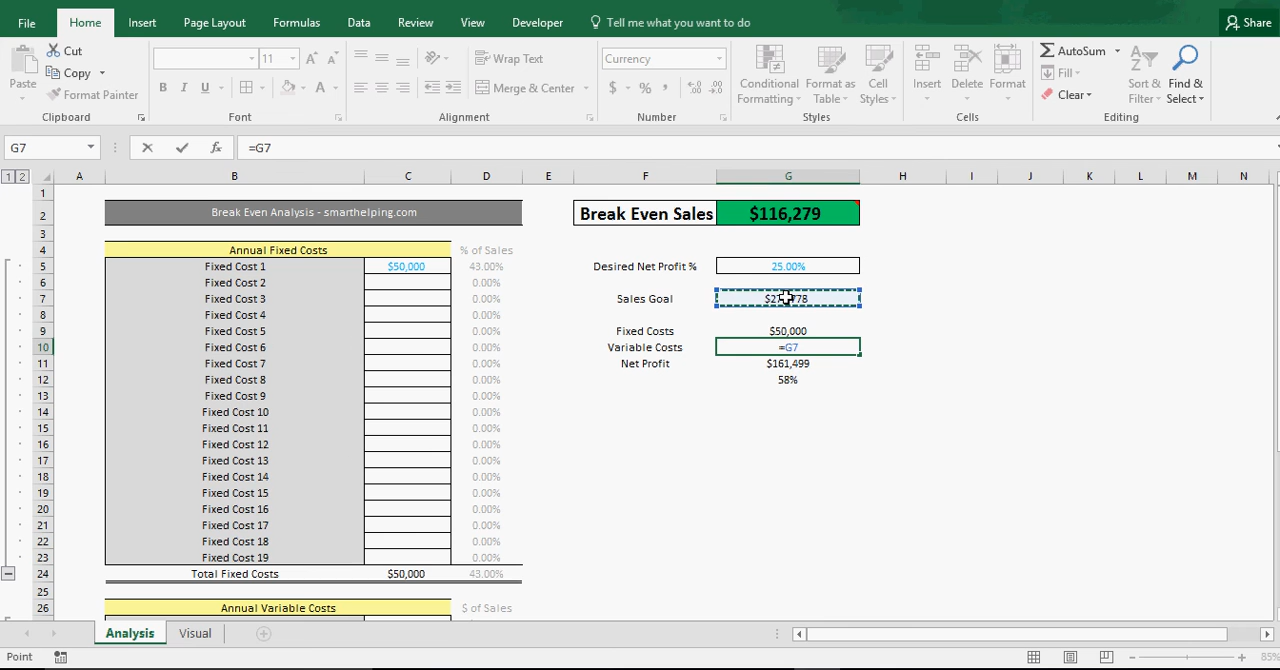 File Home Insert Page Layout Formulas Data Review View Developer Tell me what you want to do Share
Paste Cut Copy Format Painter Clipboard
11 B U A Font
Wrap Text Merge & Center Alignment
Currency $ % , Number
Conditional Formatting Format as Table Cell Styles Styles
Insert Delete Format Cells
AutoSum Fill Clear Sort & Filter Find & Select Editing
G7 fx =G7
1 2 A B C D E F G H I J K L M N
1
2 Break Even Analysis - smarthelping.com Break Even Sales $116,279
3
4 Annual Fixed Costs % of Sales
5 Fixed Cost 1 $50,000 43.00% Desired Net Profit % 25.00%
6 Fixed Cost 2 0.00%
7 Fixed Cost 3 0.00% Sales Goal
8 Fixed Cost 4 0.00%
9 Fixed Cost 5 0.00% Fixed Costs $50,000
10 Fixed Cost 6 0.00% Variable Costs =G7
11 Fixed Cost 7 0.00% Net Profit $161,499
12 Fixed Cost 8 0.00% 58%
13 Fixed Cost 9 0.00%
14 Fixed Cost 10 0.00%
15 Fixed Cost 11 0.00%
16 Fixed Cost 12 0.00%
17 Fixed Cost 13 0.00%
18 Fixed Cost 14 0.00%
19 Fixed Cost 15 0.00%
20 Fixed Cost 16 0.00%
21 Fixed Cost 17 0.00%
22 Fixed Cost 18 0.00%
23 Fixed Cost 19 0.00%
24 Total Fixed Costs $50,000 43.00%
25
26 Annual Variable Costs $ of Sales
Analysis Visual
Point 85%